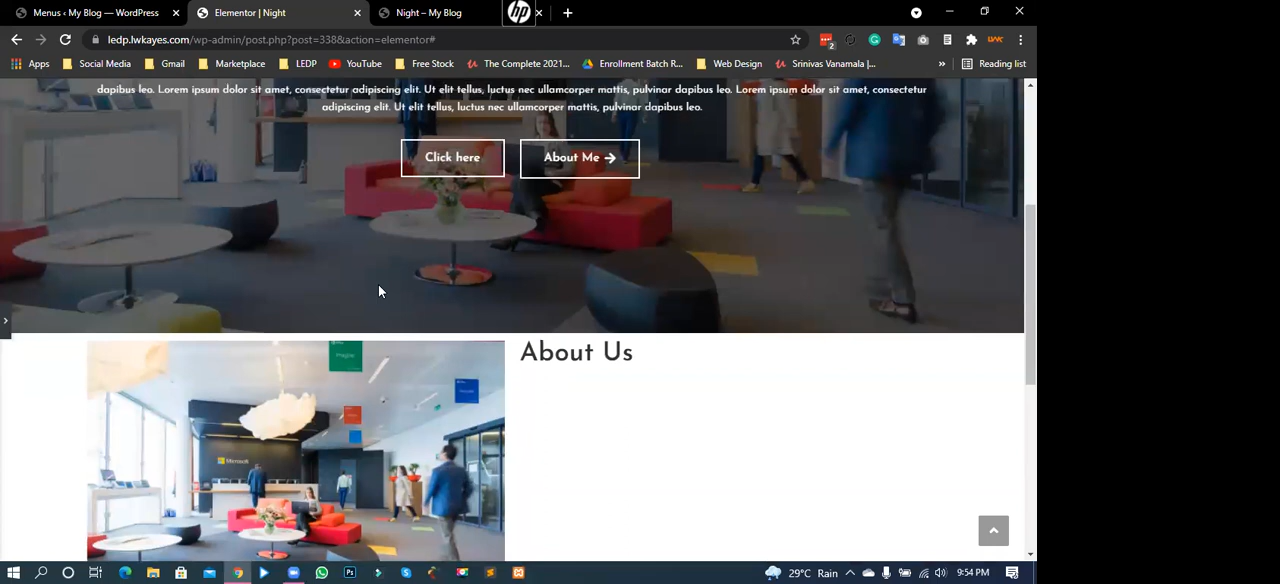 Menus ‹ My Blog — WordPress
Elementor | Night
Night – My Blog
hp
ledp.lwkayes.com/wp-admin/post.php?post=338&action=elementor#
2
Apps
Social Media
Gmail
Marketplace
LEDP
YouTube
Free Stock
The Complete 2021...
Enrollment Batch R...
Web Design
Srinivas Vanamala |...
»
Reading list
dapibus leo. Lorem ipsum dolor sit amet, consectetur adipiscing elit. Ut elit tellus, luctus nec ullamcorper mattis, pulvinar dapibus leo. Lorem ipsum dolor sit amet, consectetur
adipiscing elit. Ut elit tellus, luctus nec ullamcorper mattis, pulvinar dapibus leo.
Click here
About Me →
About Us
Microsoft
29°C Rain
9:54 PM